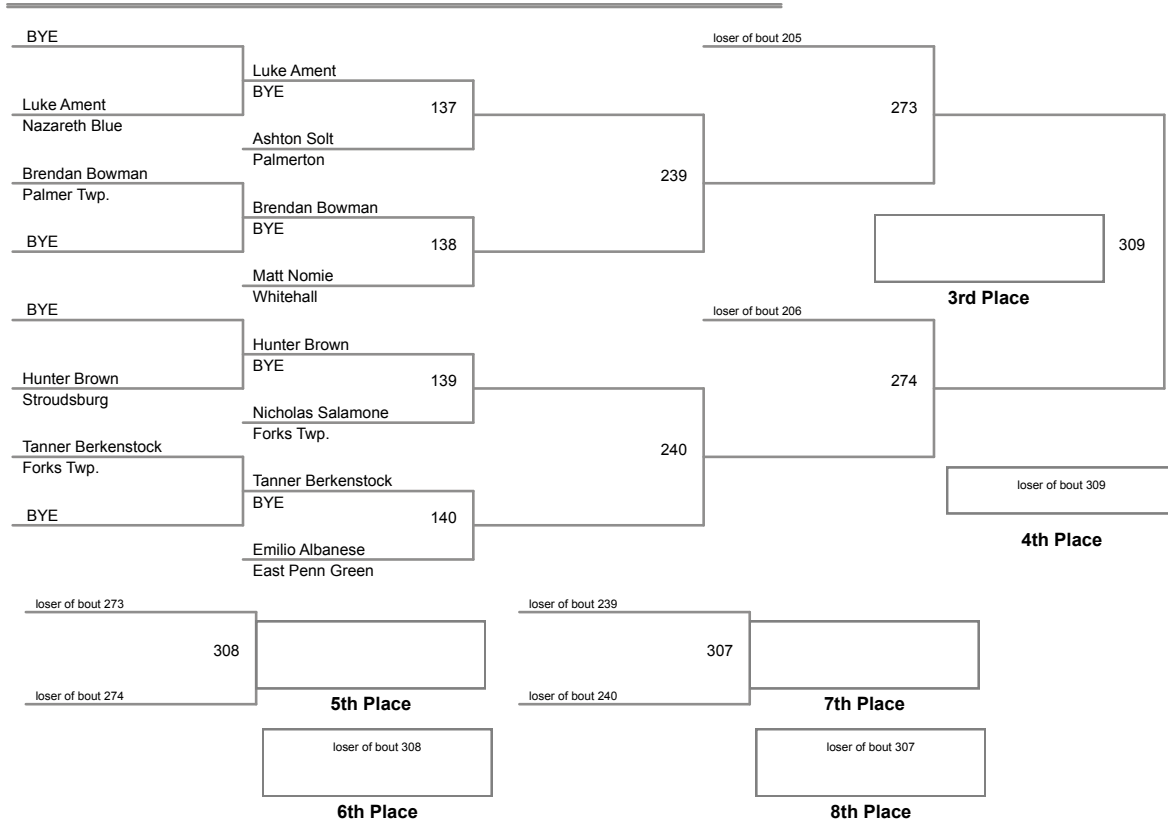 BYE
loser of bout 205
Luke Ament
BYE
Luke Ament
Nazareth Blue
137
273
Ashton Solt
Palmerton
Brendan Bowman
Palmer Twp.
239
Brendan Bowman
BYE
BYE
138
309
Matt Nomie
Whitehall
3rd Place
BYE
loser of bout 206
Hunter Brown
BYE
Hunter Brown
Stroudsburg
139
274
Nicholas Salamone
Forks Twp.
Tanner Berkenstock
Forks Twp.
240
Tanner Berkenstock
BYE
loser of bout 309
BYE
140
4th Place
Emilio Albanese
East Penn Green
loser of bout 273
loser of bout 239
308
307
loser of bout 274
loser of bout 240
5th Place
7th Place
loser of bout 308
loser of bout 307
6th Place
8th Place